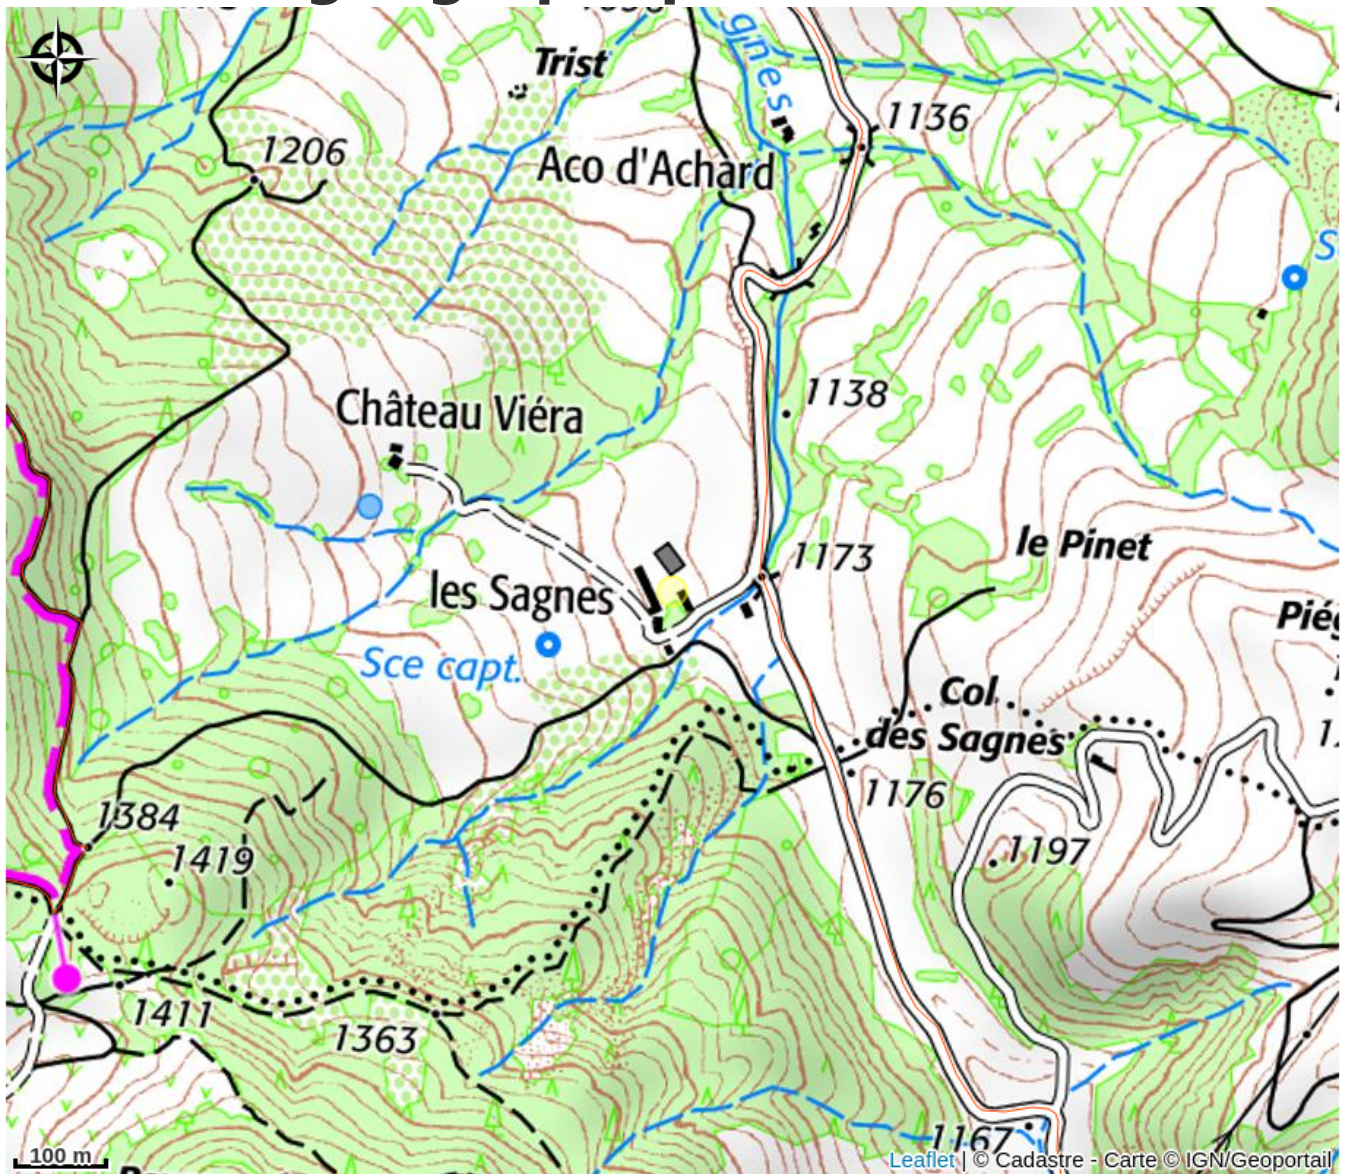 Trist
gnes
1136
1206
Aco d'Achard
S
1138
Château Viéra
le Pinet
1173
les Sagnes
Sce capt.
Col
des Sagnes
1176
1384
1419
1197
1411
1363
1167
100 m
Leaflet | © Cadastre - Carte © IGN/Geoportail